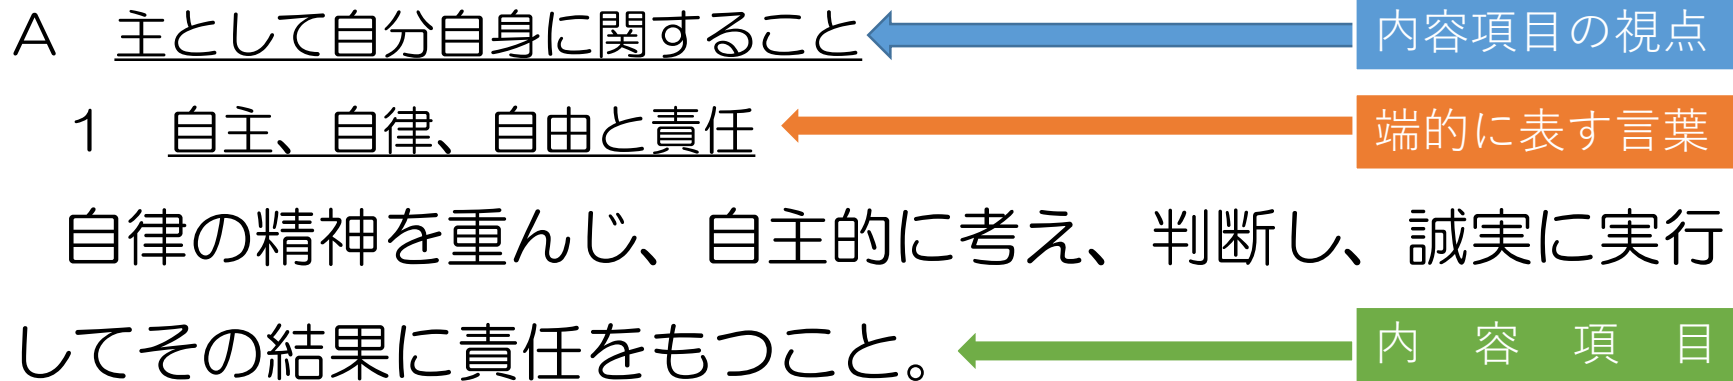 A 主として自分自身に関すること 内容項目の視点
1 自主、自律、自由と責任 端的に表す言葉
自律の精神を重んじ、自主的に考え、判断し、誠実に実行
してその結果に責任をもつこと。 内容項目